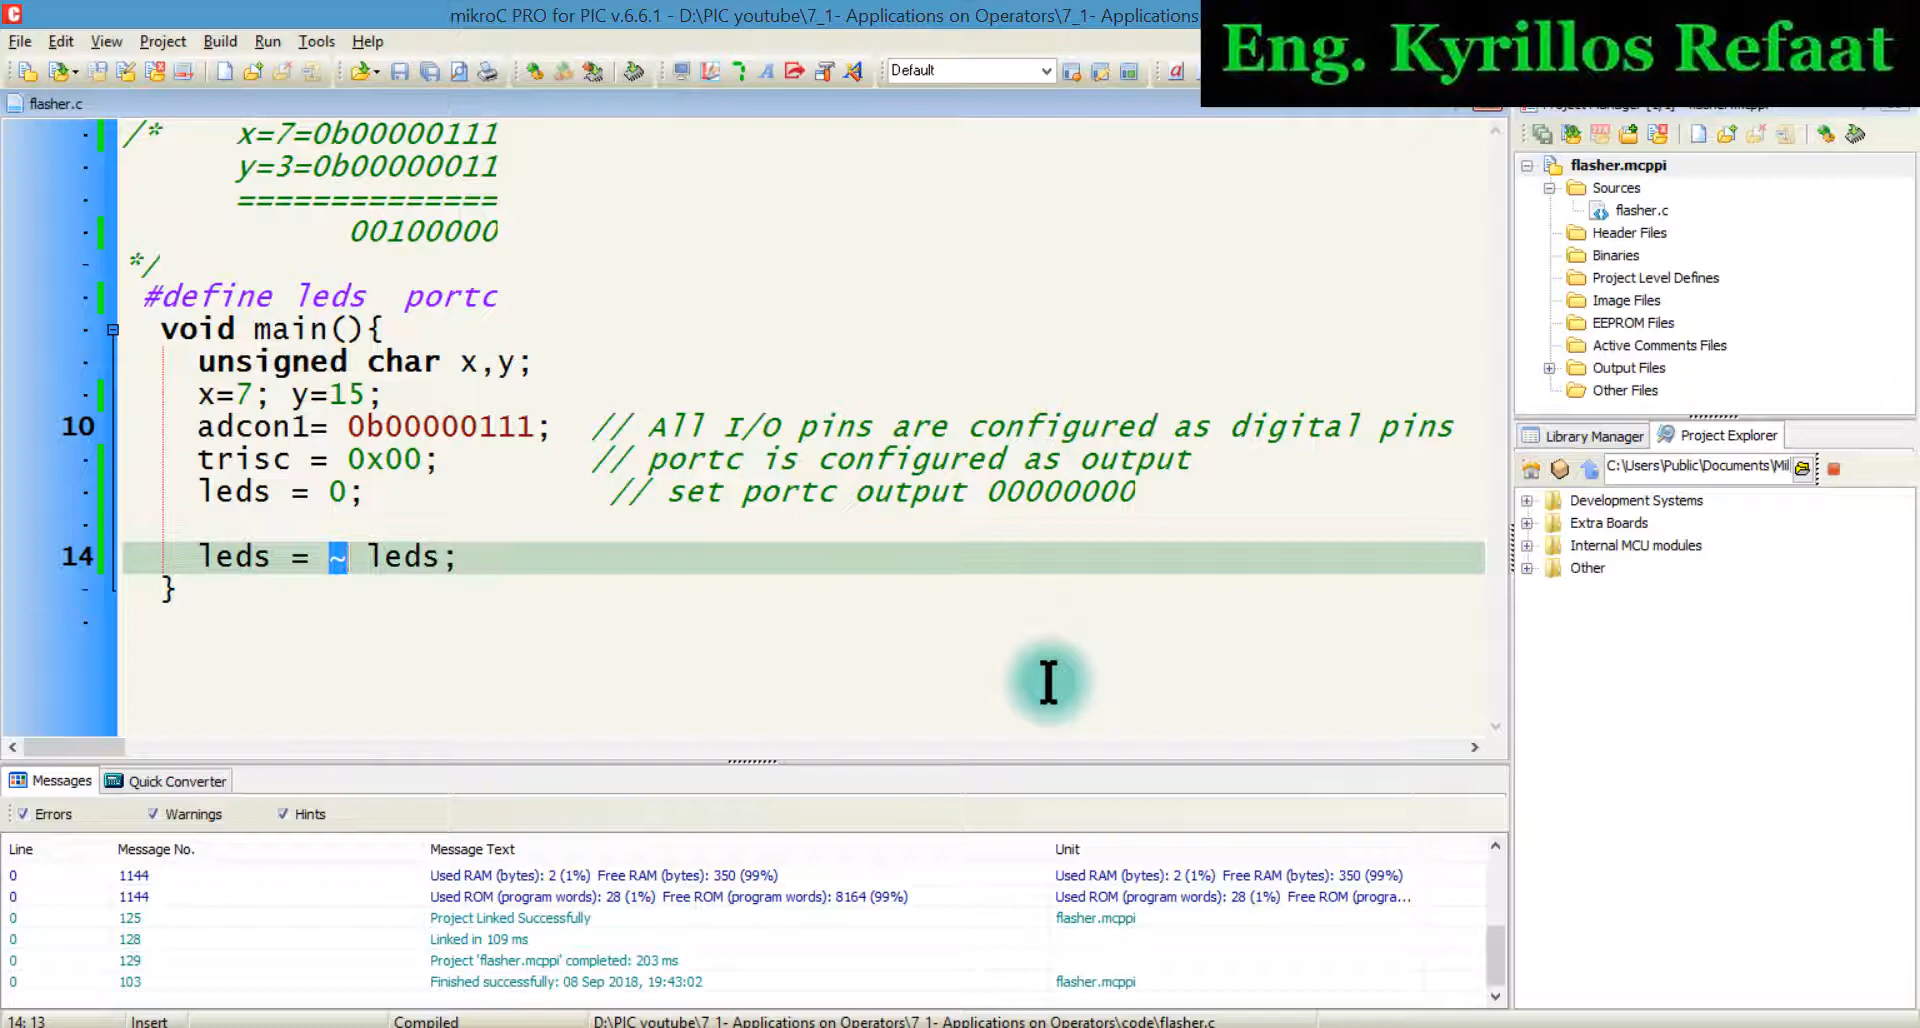 mikroC PRO for PIC v.6.6.1 - D:\PIC youtube\7_1- Applications on Operators\7_1- Applications
Eng. Kyrillos Refaat
File Edit View Project Build Run Tools Help
Default
flasher.c
/* x=7=0b00000111
y=3=0b00000011
==============
00100000
*/
#define leds portc
void main(){
unsigned char x,y;
x=7; y=15;
10 adcon1= 0b00000111; // All I/O pins are configured as digital pins
trisc = 0x00; // portc is configured as output
leds = 0; // set portc output 00000000
14 leds = ~ leds;
}
flasher.mcppi
Sources
flasher.c
Header Files
Binaries
Project Level Defines
Image Files
EEPROM Files
Active Comments Files
Output Files
Other Files
Library Manager Project Explorer
C:\Users\Public\Documents\Mil
Development Systems
Extra Boards
Internal MCU modules
Other
Messages Quick Converter
Errors Warnings Hints
Line Message No. Message Text Unit
0 1144 Used RAM (bytes): 2 (1%) Free RAM (bytes): 350 (99%) Used RAM (bytes): 2 (1%) Free RAM (bytes): 350 (99%)
0 1144 Used ROM (program words): 28 (1%) Free ROM (program words): 8164 (99%) Used ROM (program words): 28 (1%) Free ROM (progra...
0 125 Project Linked Successfully flasher.mcppi
0 128 Linked in 109 ms
0 129 Project 'flasher.mcppi' completed: 203 ms
0 103 Finished successfully: 08 Sep 2018, 19:43:02 flasher.mcppi
14: 13 Insert Compiled D:\PIC youtube\7_1- Applications on Operators\7_1- Applications on Operators\code\flasher.c